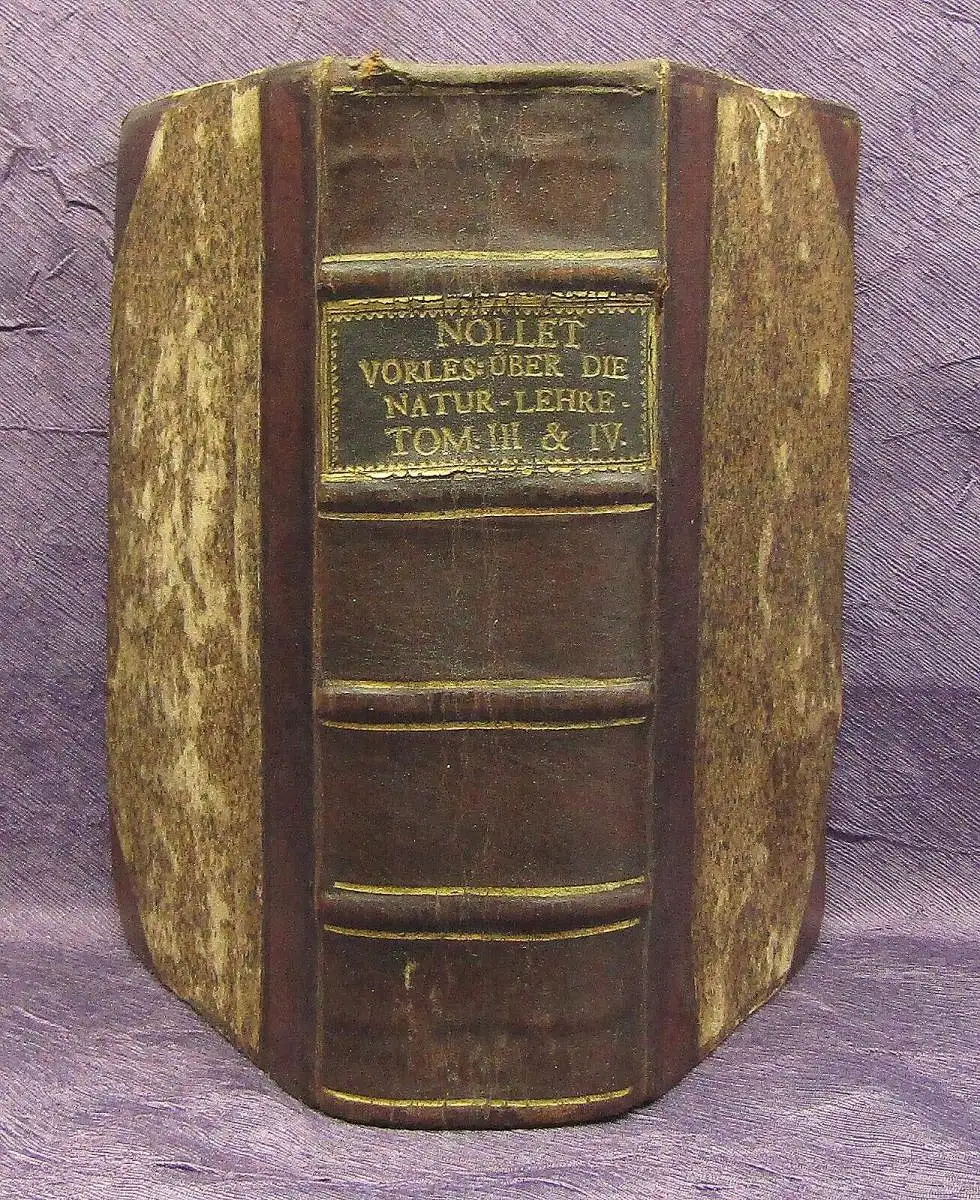 NOLLET
VORLES: ÜBER DIE
NATUR-LEHRE-
TOM. III & IV.